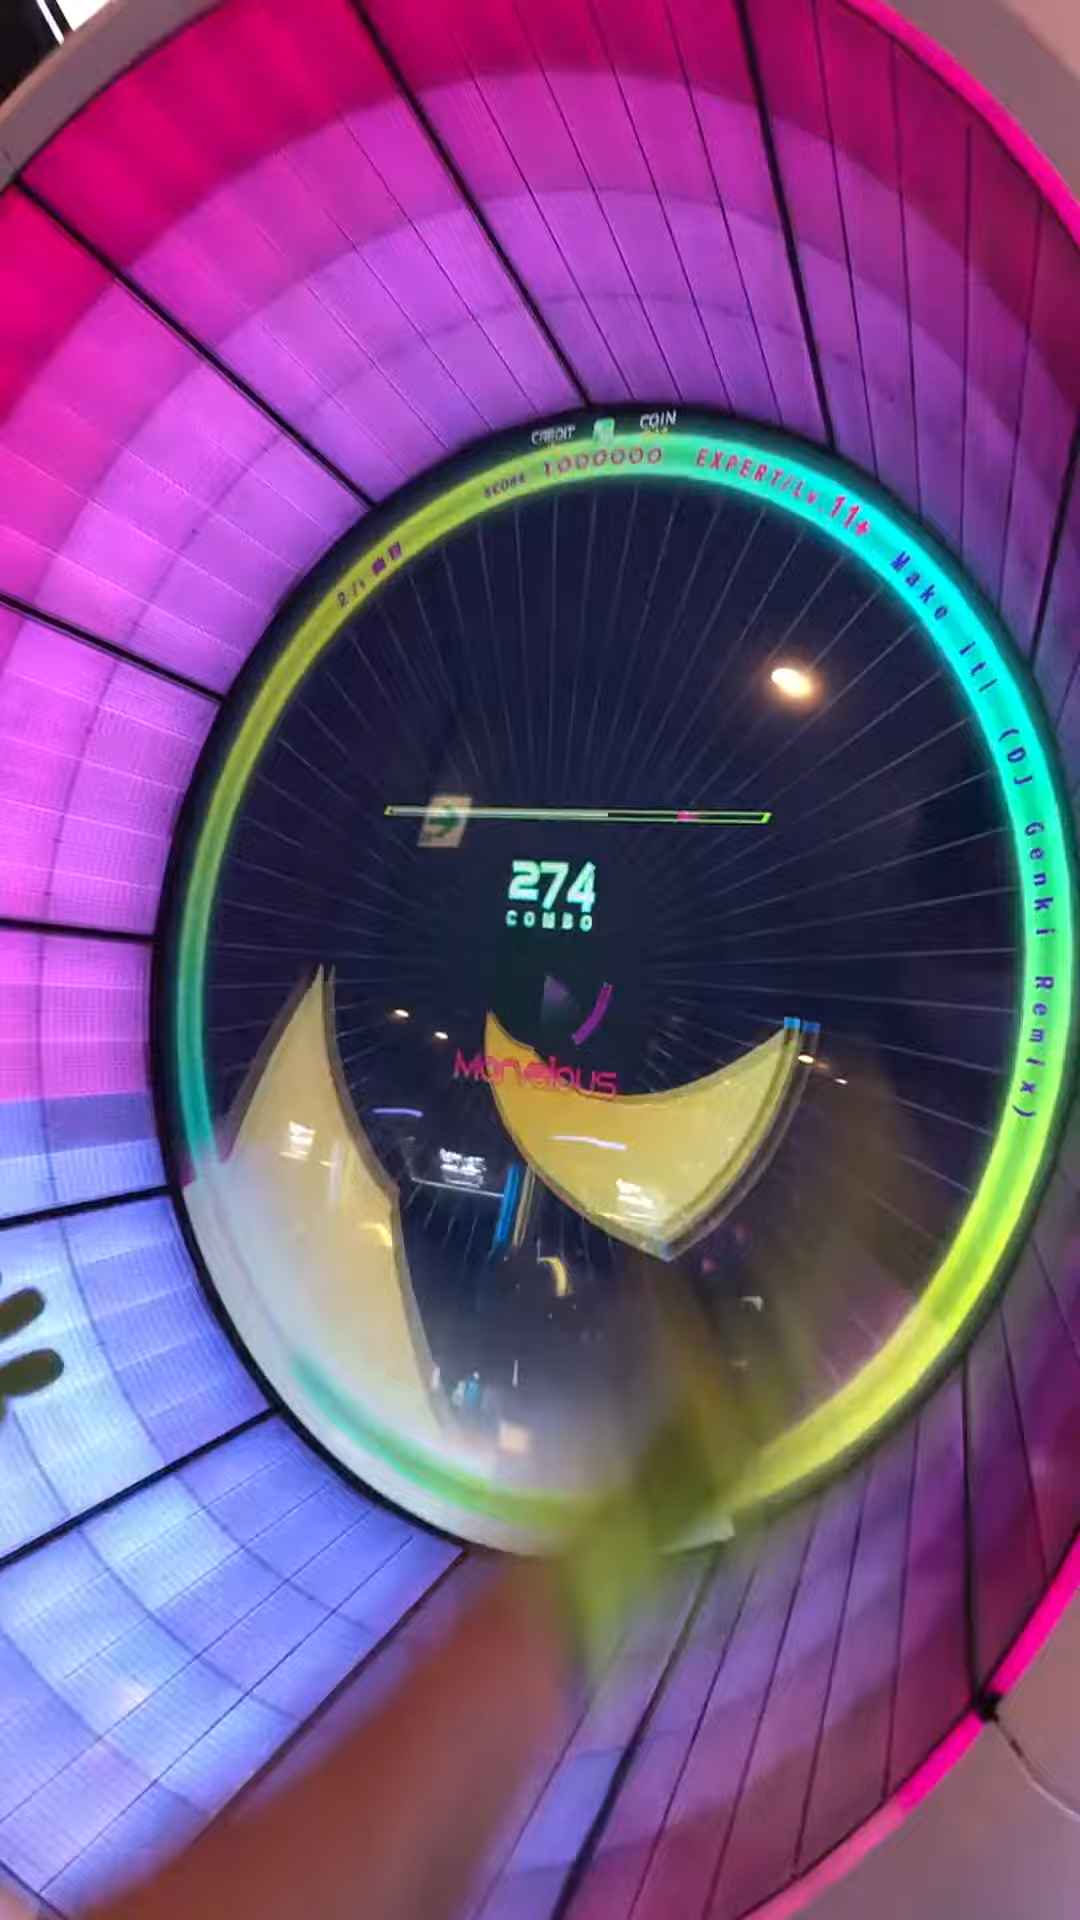 CREDIT COIN
SCORE 1000000 EXPERT/Lv.11+ Make it! (DJ Genki Remix)
274
COMBO
Marvelous